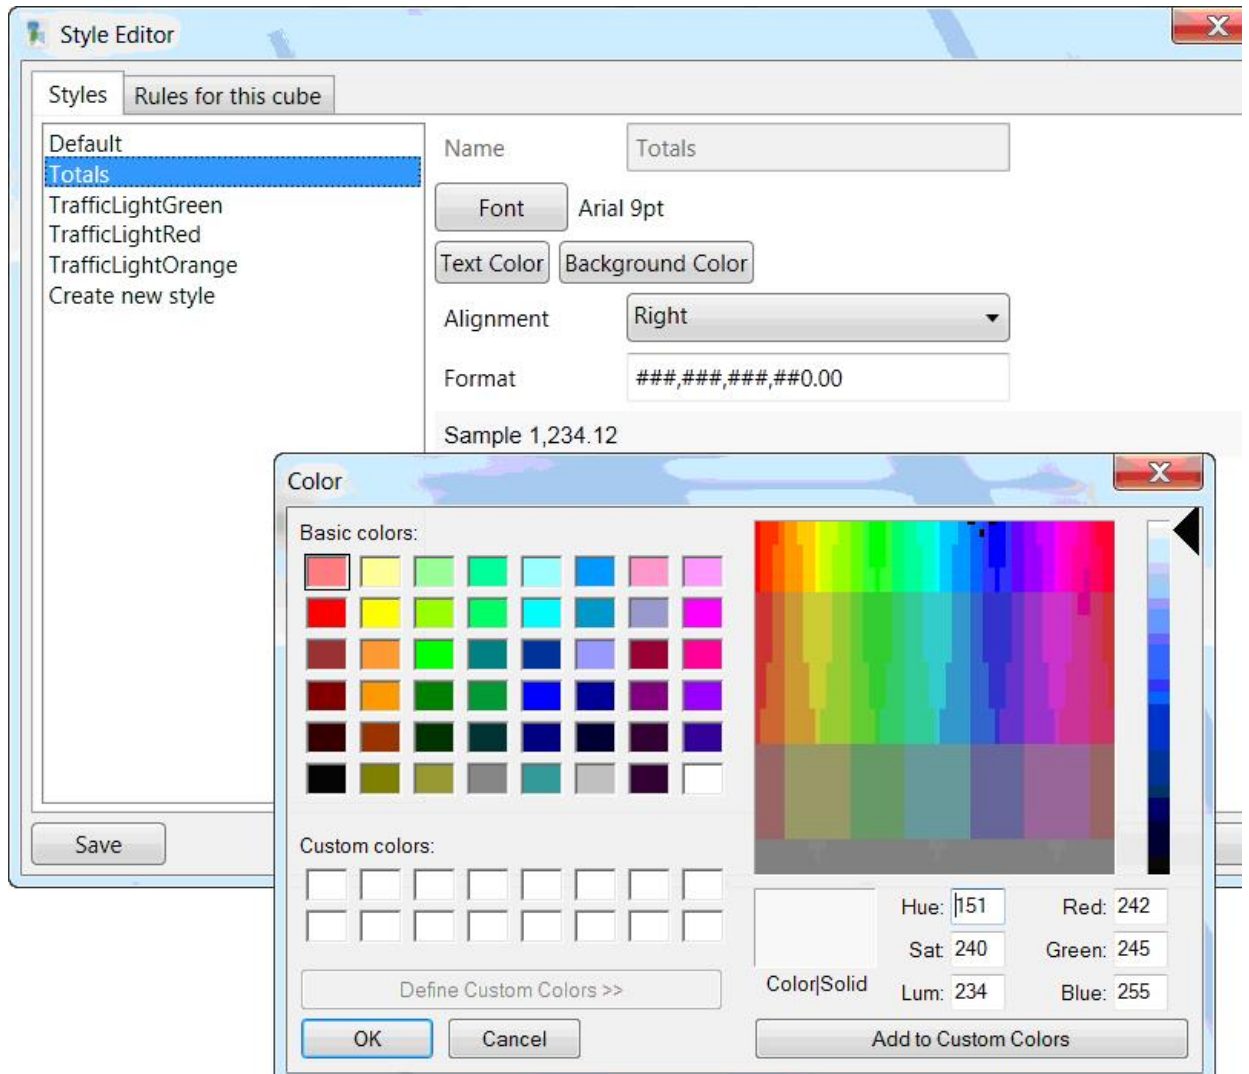 Style Editor
Styles Rules for this cube
Default
Totals
TrafficLightGreen
TrafficLightRed
TrafficLightOrange
Create new style
Name Totals
Font Arial 9pt
Text Color Background Color
Alignment Right
Format ###,###,###,##0.00
Sample 1,234.12
Save
Color
Basic colors:
Custom colors:
Define Custom Colors >>
OK Cancel
Color|Solid
Hue: 151 Red: 242
Sat: 240 Green: 245
Lum: 234 Blue: 255
Add to Custom Colors